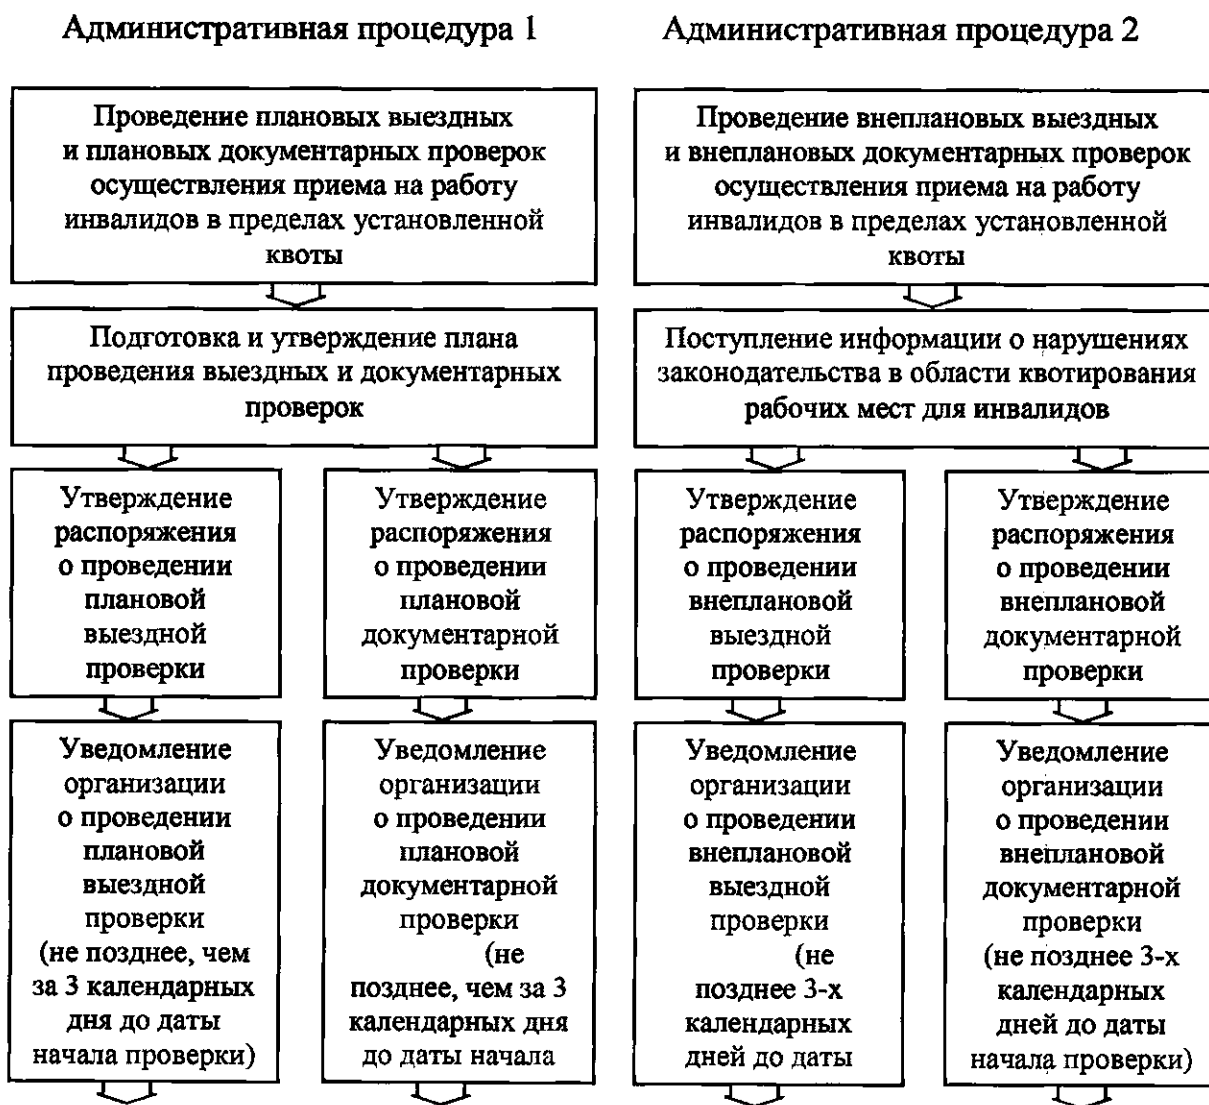 Административная процедура 1
Административная процедура 2
Проведение плановых выездных
и плановых документарных проверок
осуществления приема на работу
инвалидов в пределах установленной
квоты
Проведение внеплановых выездных
и внеплановых документарных проверок
осуществления приема на работу
инвалидов в пределах установленной
квоты
Подготовка и утверждение плана
проведения выездных и документарных
проверок
Поступление информации о нарушениях
законодательства в области квотирования
рабочих мест для инвалидов
Утверждение
распоряжения
о проведении
плановой
выездной
проверки
Утверждение
распоряжения
о проведении
плановой
документарной
проверки
Утверждение
распоряжения
о проведении
внеплановой
выездной
проверки
Утверждение
распоряжения
о проведении
внеплановой
документарной
проверки
Уведомление
организации
о проведении
плановой
выездной
проверки
(не позднее, чем
за 3 календарных
дня до даты
начала проверки)
Уведомление
организации
о проведении
плановой
документарной
проверки
(не
позднее, чем за 3
календарных дня
до даты начала
Уведомление
организации
о проведении
внеплановой
выездной
проверки
(не
позднее 3-х
календарных
дней до даты
Уведомление
организации
о проведении
внеплановой
документарной
проверки
(не позднее 3-х
календарных
дней до даты
начала проверки)